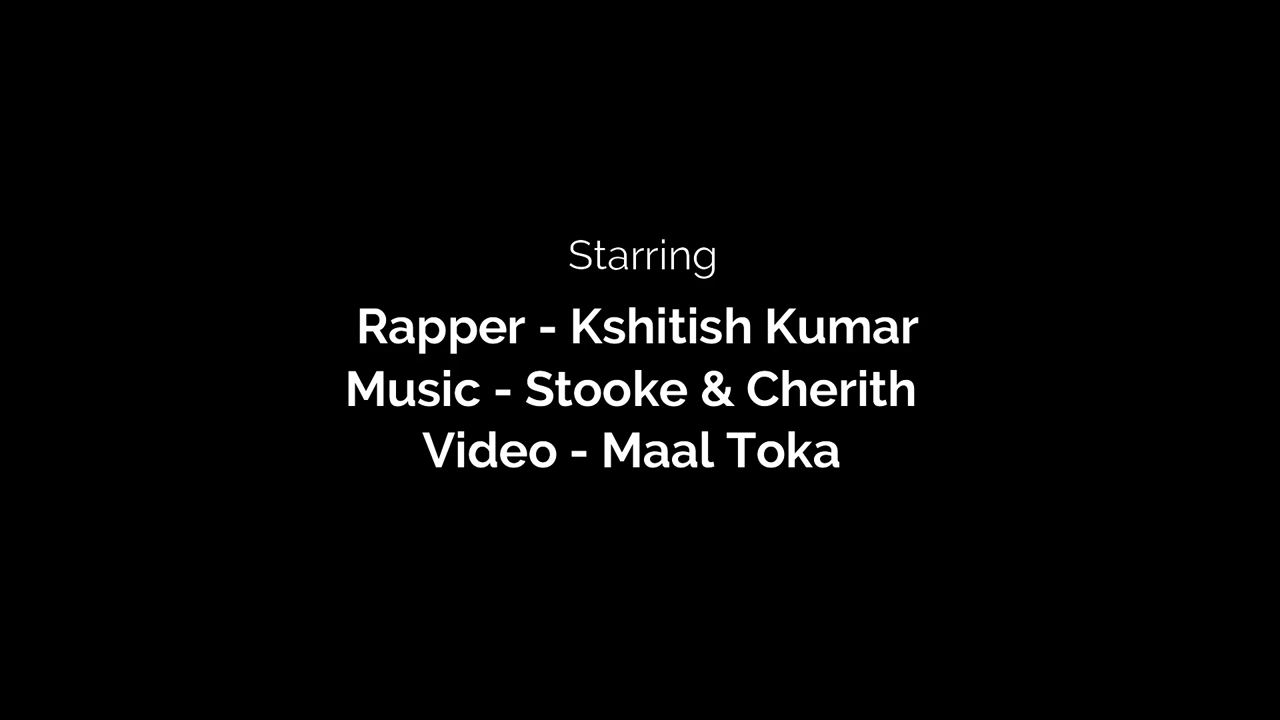 Starring
Rapper - Kshitish Kumar
Music - Stooke & Cherith
Video - Maal Toka